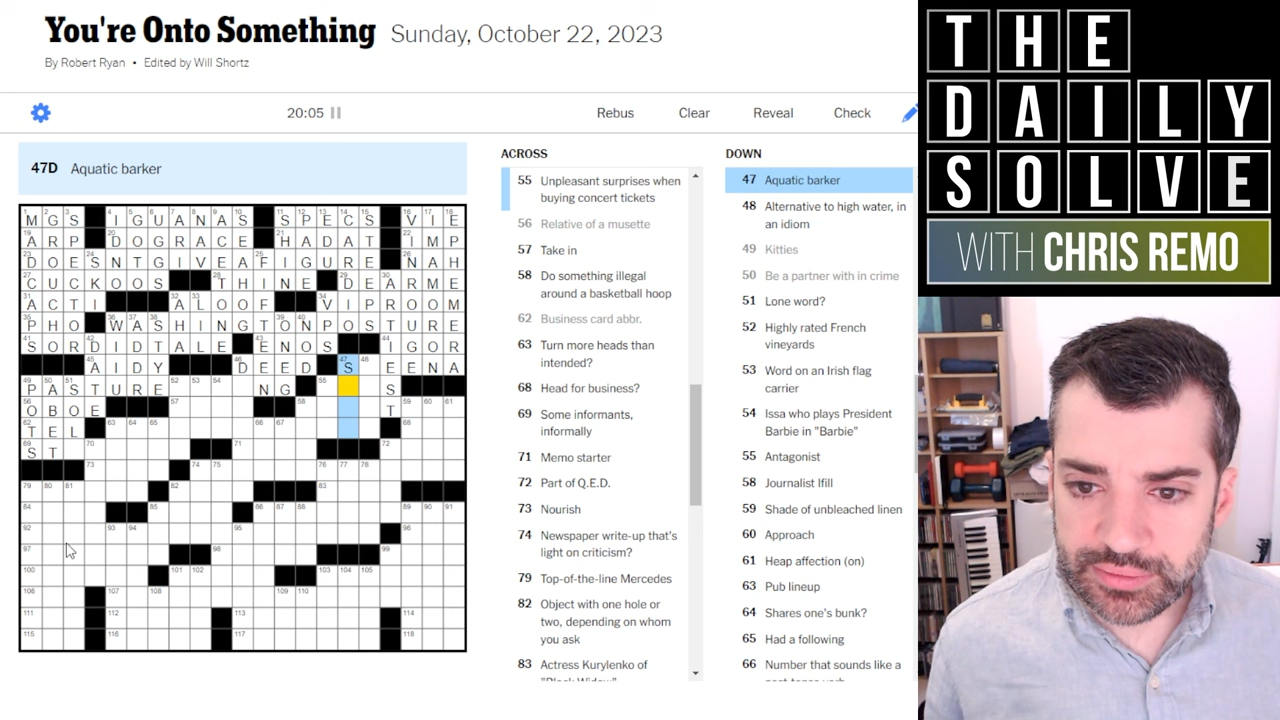 You're Onto Something Sunday, October 22, 2023
By Robert Ryan • Edited by Will Shortz
20:05
Rebus Clear Reveal Check
47D Aquatic barker
ACROSS
55 Unpleasant surprises when
buying concert tickets
56 Relative of a musette
57 Take in
58 Do something illegal
around a basketball hoop
62 Business card abbr.
63 Turn more heads than
intended?
68 Head for business?
69 Some informants,
informally
71 Memo starter
72 Part of Q.E.D.
73 Nourish
74 Newspaper write-up that's
light on criticism?
79 Top-of-the-line Mercedes
82 Object with one hole or
two, depending on whom
you ask
83 Actress Kurylenko of
DOWN
47 Aquatic barker
48 Alternative to high water, in
an idiom
49 Kitties
50 Be a partner with in crime
51 Lone word?
52 Highly rated French
vineyards
53 Word on an Irish flag
carrier
54 Issa who plays President
Barbie in "Barbie"
55 Antagonist
58 Journalist Ifill
59 Shade of unbleached linen
60 Approach
61 Heap affection (on)
63 Pub lineup
64 Shares one's bunk?
65 Had a following
66 Number that sounds like a
MGS IGUANAS SPECS VIE
ARP DOGRACE HADAT IMP
DOESNTGIVEAFIGURE NAH
CUCKOOS THINE DEARME
ACTI ALOOF VIPROOM
PHO WASHINGTONPOSTURE
SORDIDTALE ENOS IGOR
AIDY DEED S EENA
PASTURE NG S
OBOE T
TEL
ST
THE
DAILY
SOLVE
WITH CHRIS REMO